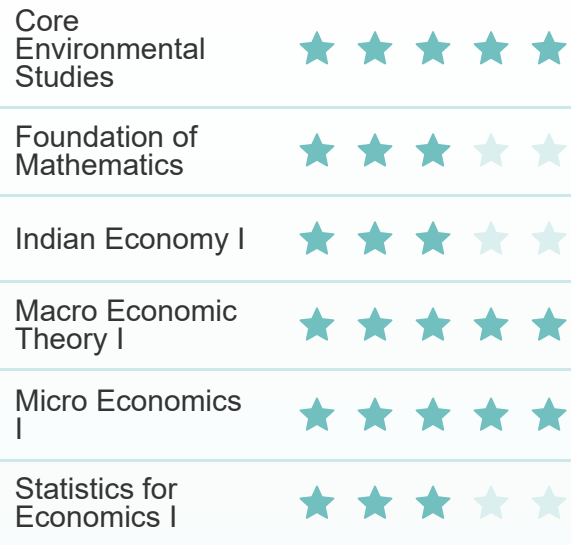 Core
Environmental
Studies
Foundation of
Mathematics
Indian Economy I
Macro Economic
Theory I
Micro Economics
I
Statistics for
Economics I